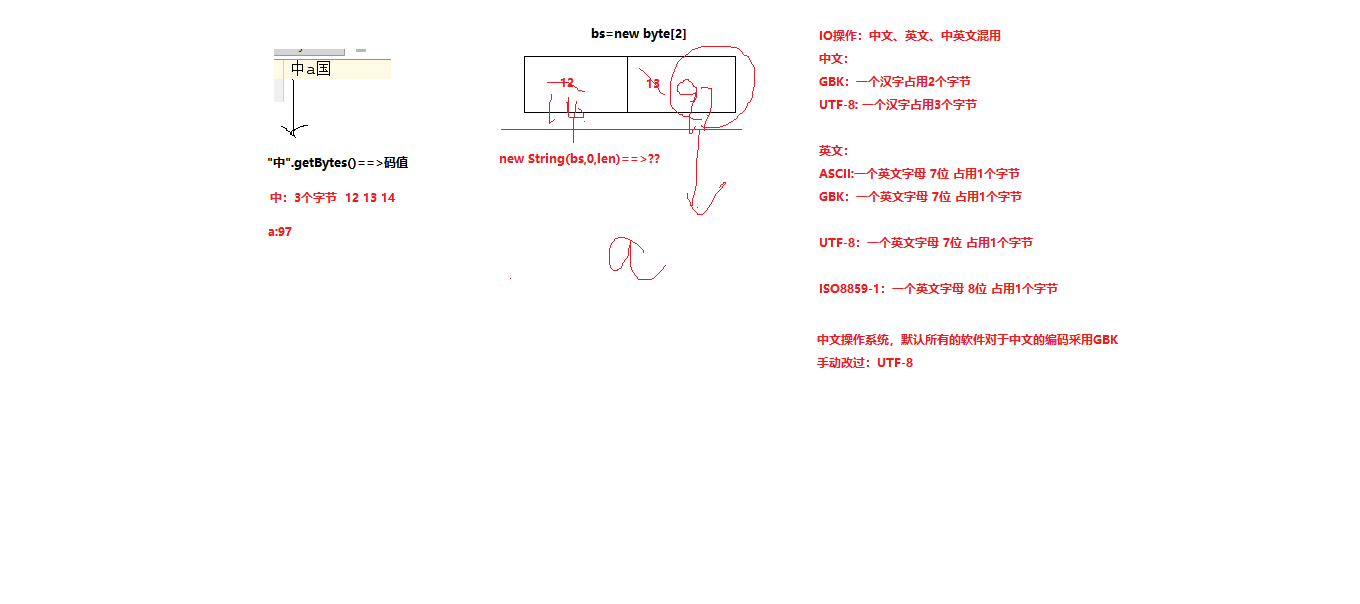 中a国
"中".getBytes()==>码值
中：3个字节 12 13 14
a:97
bs=new byte[2]
12
13
new String(bs,0,len)==>??
a
IO操作：中文、英文、中英文混用
中文：
GBK：一个汉字占用2个字节
UTF-8: 一个汉字占用3个字节
英文：
ASCII:一个英文字母 7位 占用1个字节
GBK：一个英文字母 7位 占用1个字节
UTF-8：一个英文字母 7位 占用1个字节
ISO8859-1：一个英文字母 8位 占用1个字节
中文操作系统，默认所有的软件对于中文的编码采用GBK
手动改过：UTF-8